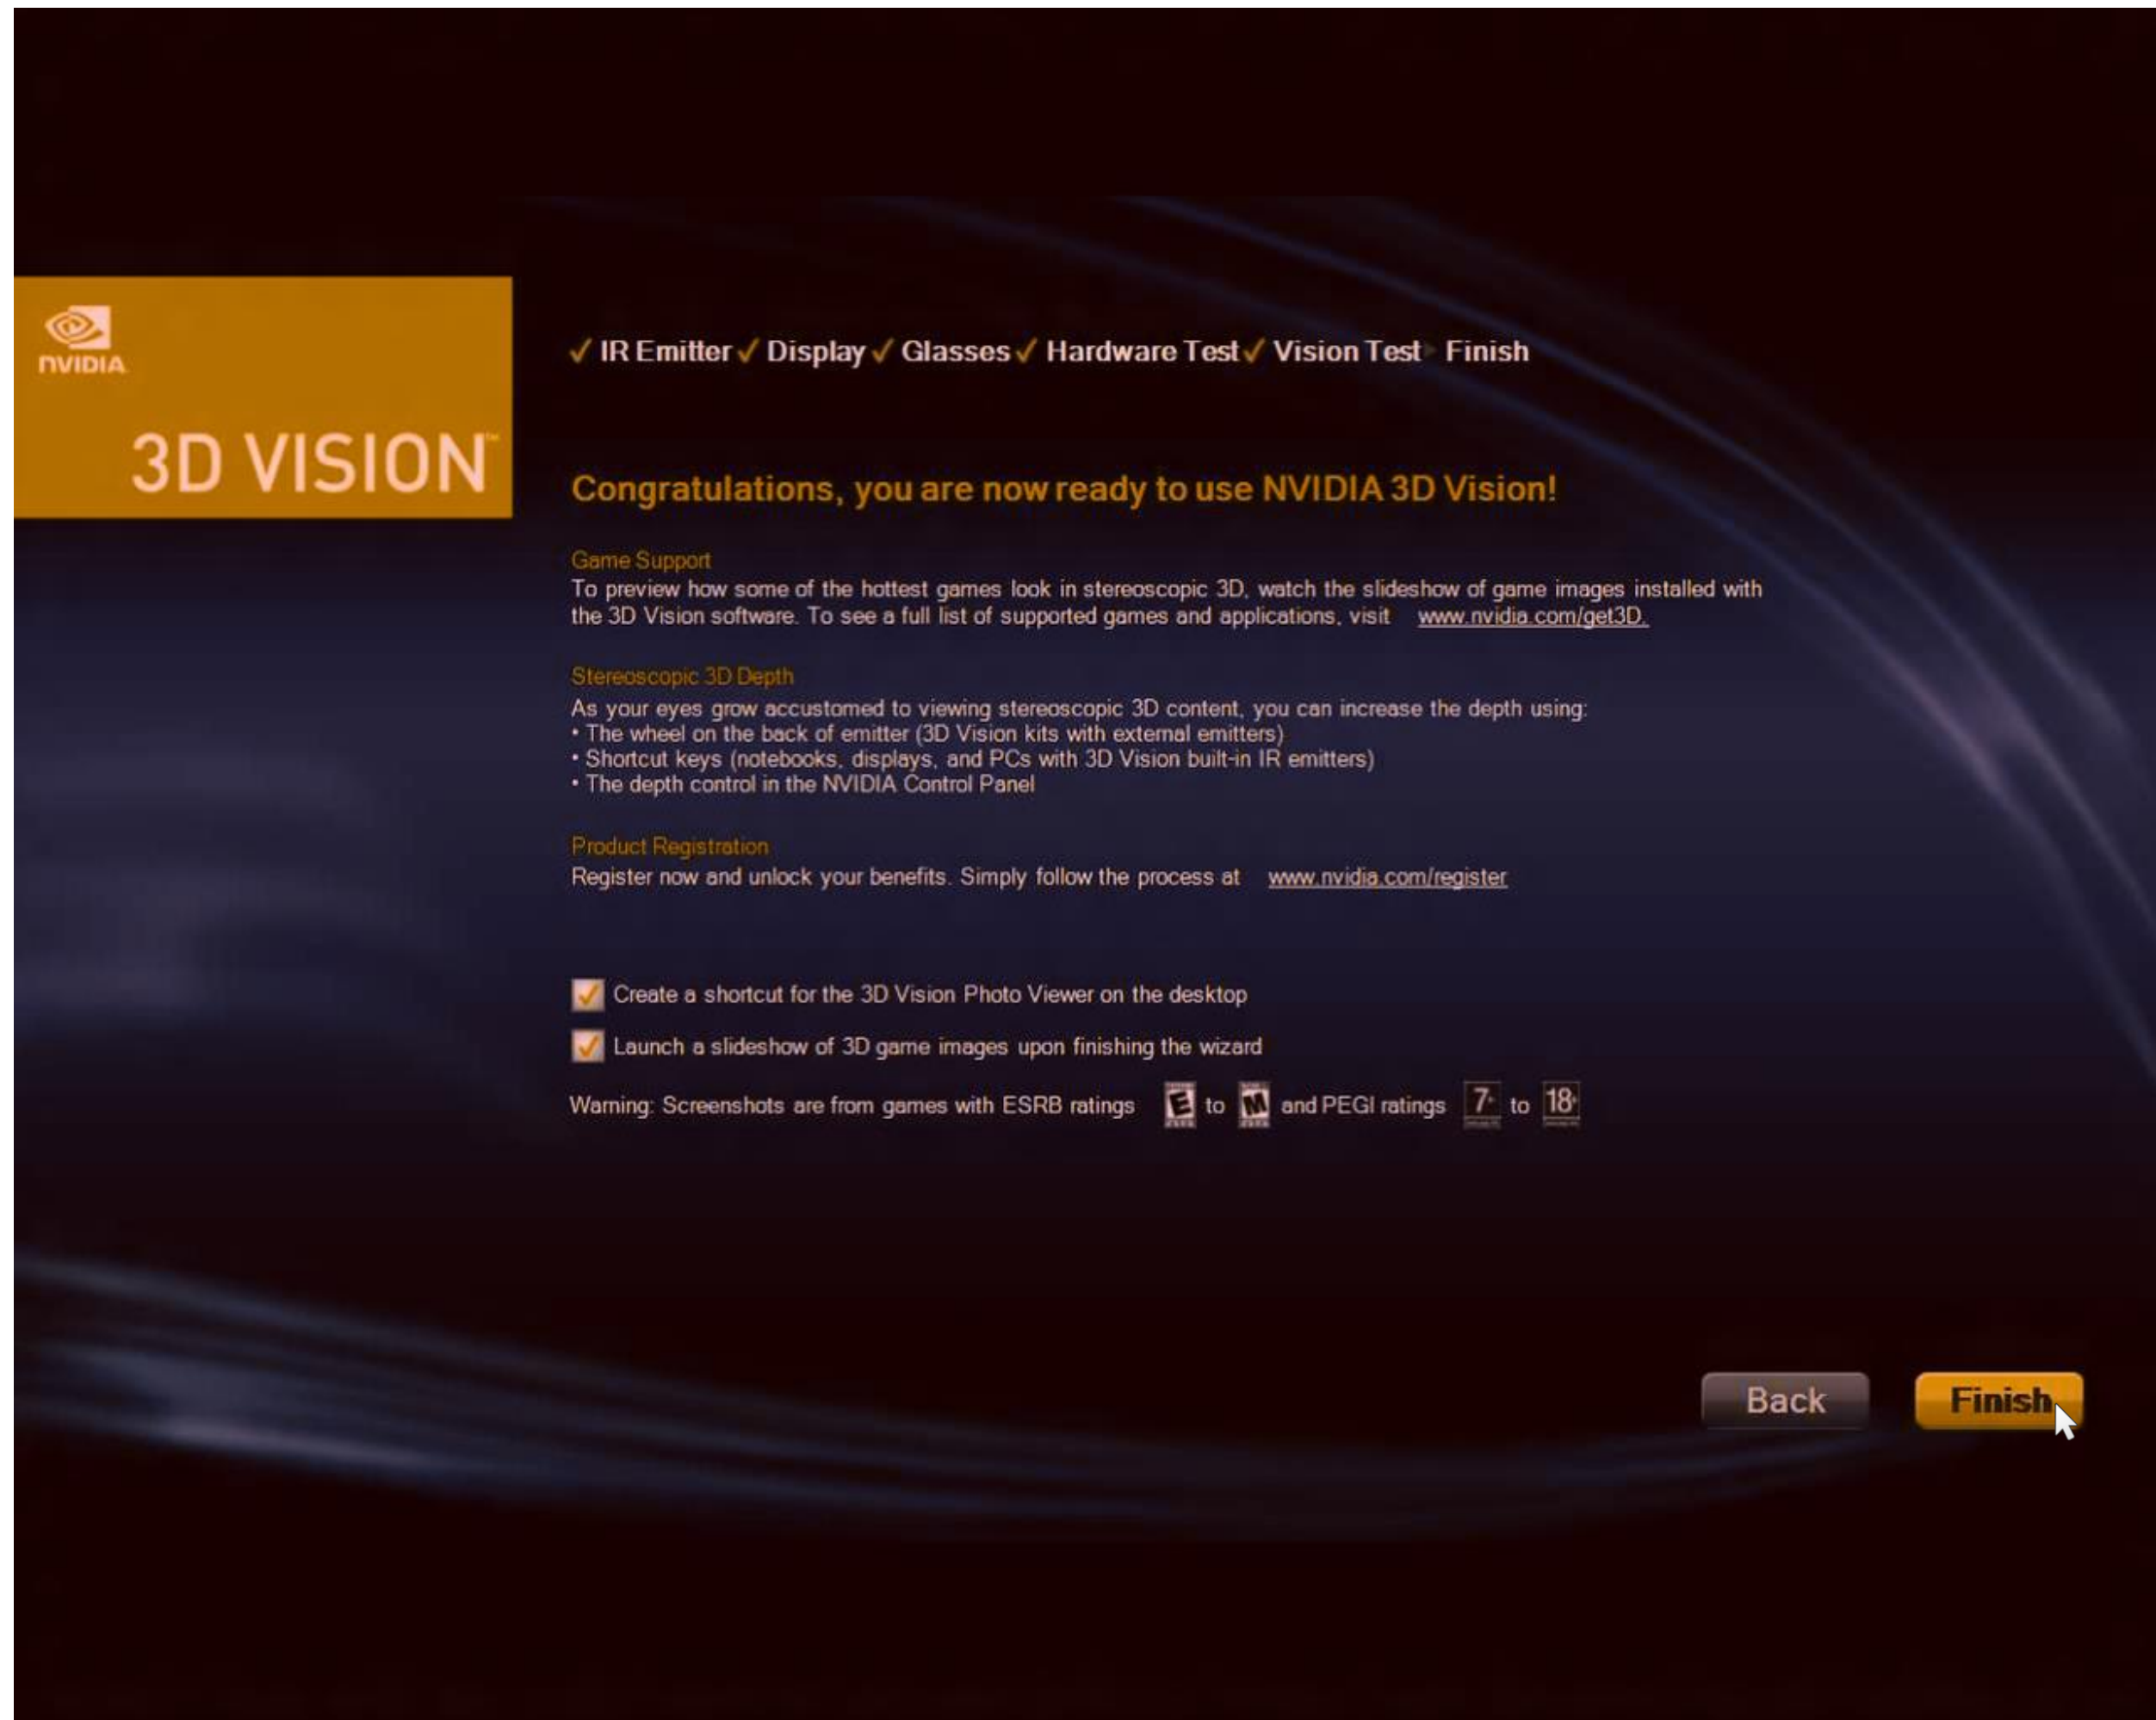 NVIDIA
3D VISION™
IR Emitter Display Glasses Hardware Test Vision Test Finish
Congratulations, you are now ready to use NVIDIA 3D Vision!
Game Support
To preview how some of the hottest games look in stereoscopic 3D, watch the slideshow of game images installed with
the 3D Vision software. To see a full list of supported games and applications, visit www.nvidia.com/get3D.
Stereoscopic 3D Depth
As your eyes grow accustomed to viewing stereoscopic 3D content, you can increase the depth using:
• The wheel on the back of emitter (3D Vision kits with external emitters)
• Shortcut keys (notebooks, displays, and PCs with 3D Vision built-in IR emitters)
• The depth control in the NVIDIA Control Panel
Product Registration
Register now and unlock your benefits. Simply follow the process at www.nvidia.com/register
Create a shortcut for the 3D Vision Photo Viewer on the desktop
Launch a slideshow of 3D game images upon finishing the wizard
Warning: Screenshots are from games with ESRB ratings E to M and PEGI ratings 7+ to 18+
Back Finish